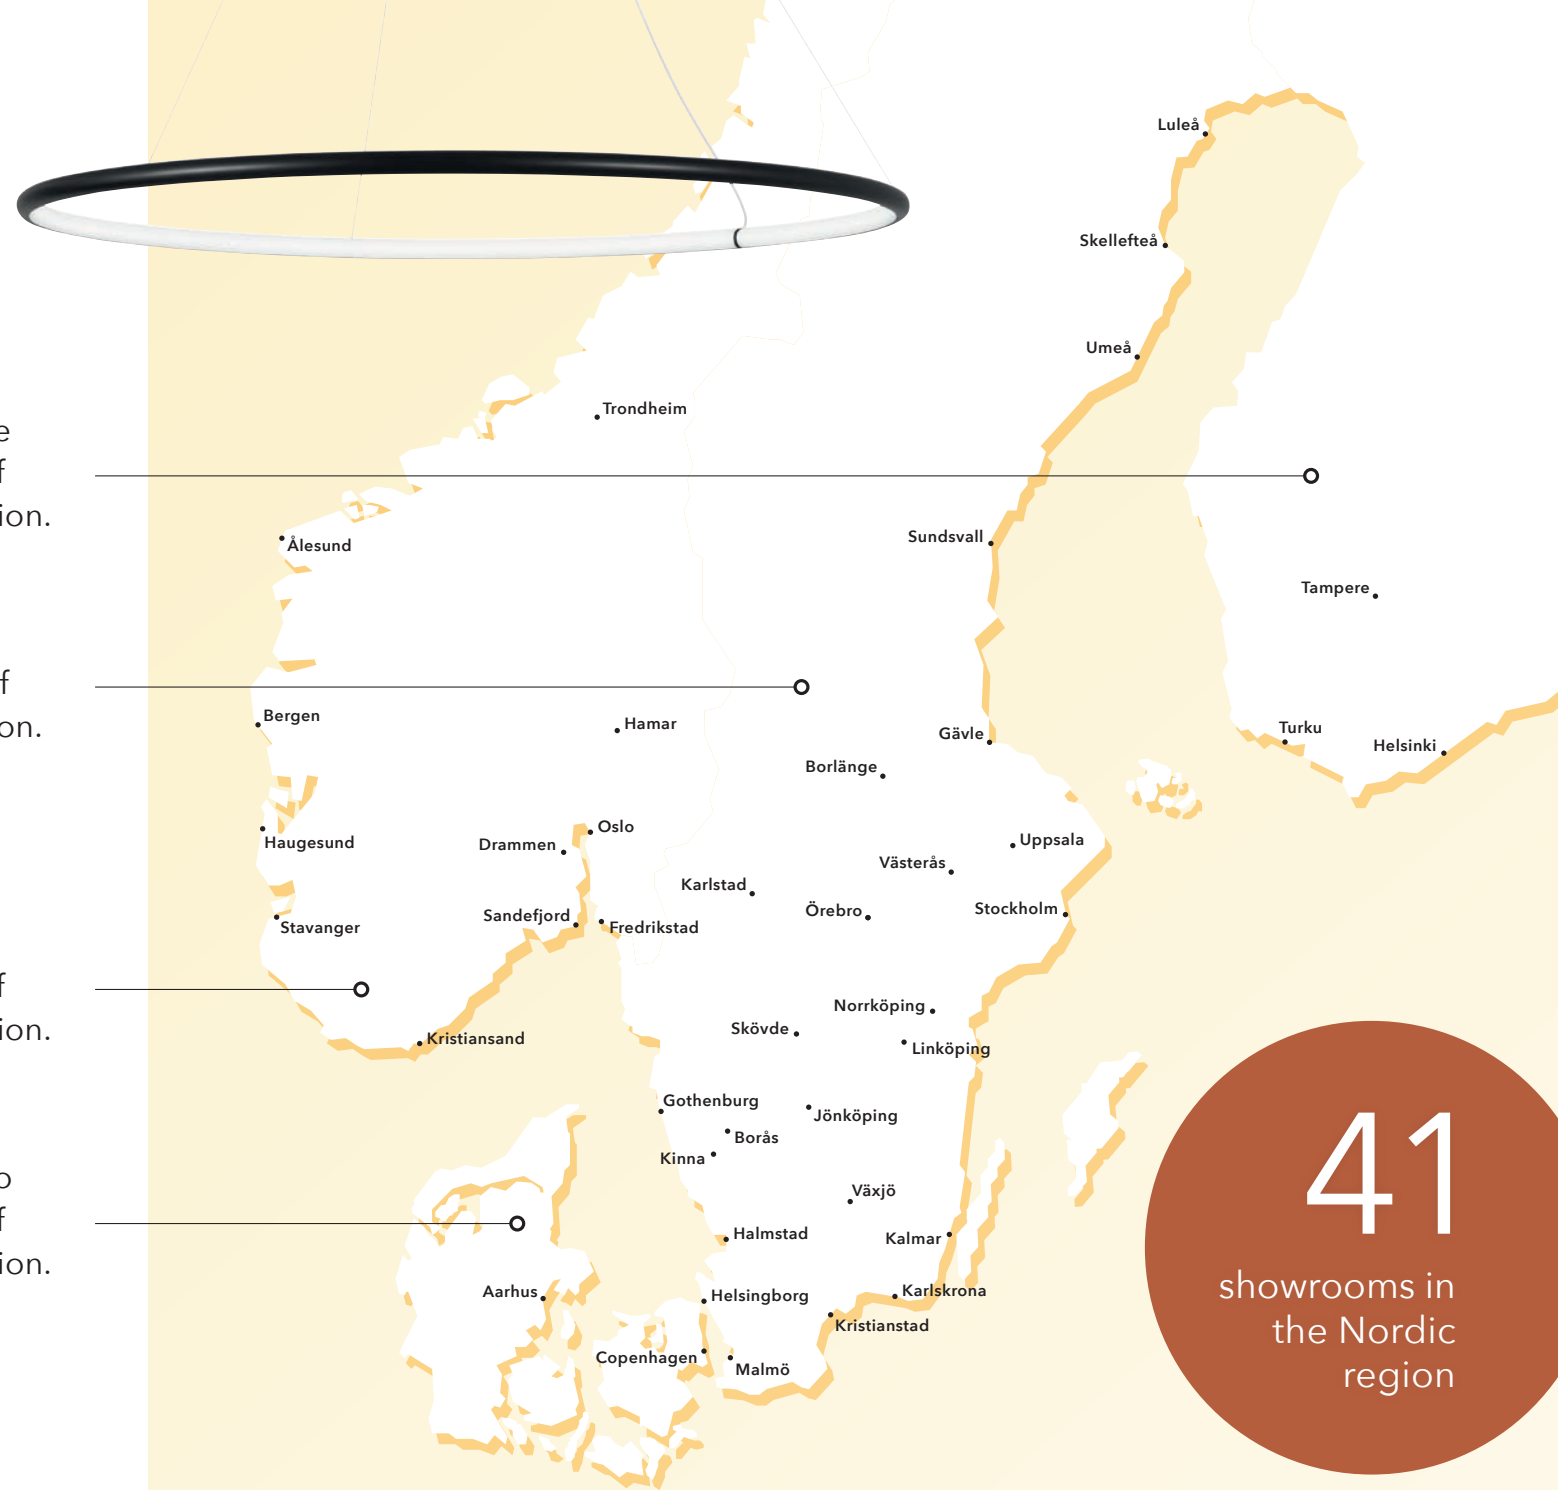 Luleå
Skellefteå
Umeå
Trondheim
Sundsvall
Ålesund
Tampere
Bergen
Hamar
Gävle
Turku
Helsinki
Borlänge
Oslo
Haugesund
Drammen
Uppsala
Västerås
Karlstad
Örebro
Stockholm
Sandefjord
Fredrikstad
Stavanger
Norrköping
Skövde
Kristiansand
Linköping
Gothenburg
Jönköping
Borås
Kinna
Växjö
Halmstad
Kalmar
Aarhus
Helsingborg
Karlskrona
Kristianstad
Copenhagen
Malmö
41
showrooms in
the Nordic
region